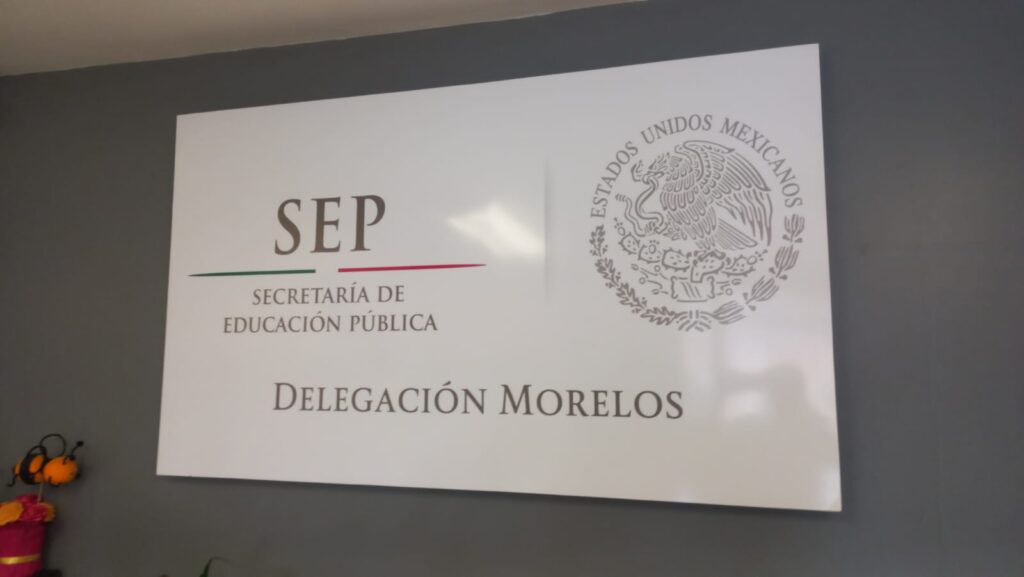 SEP
SECRETARÍA DE
EDUCACIÓN PÚBLICA
ESTADOS UNIDOS MEXICANOS
DELEGACIÓN MORELOS